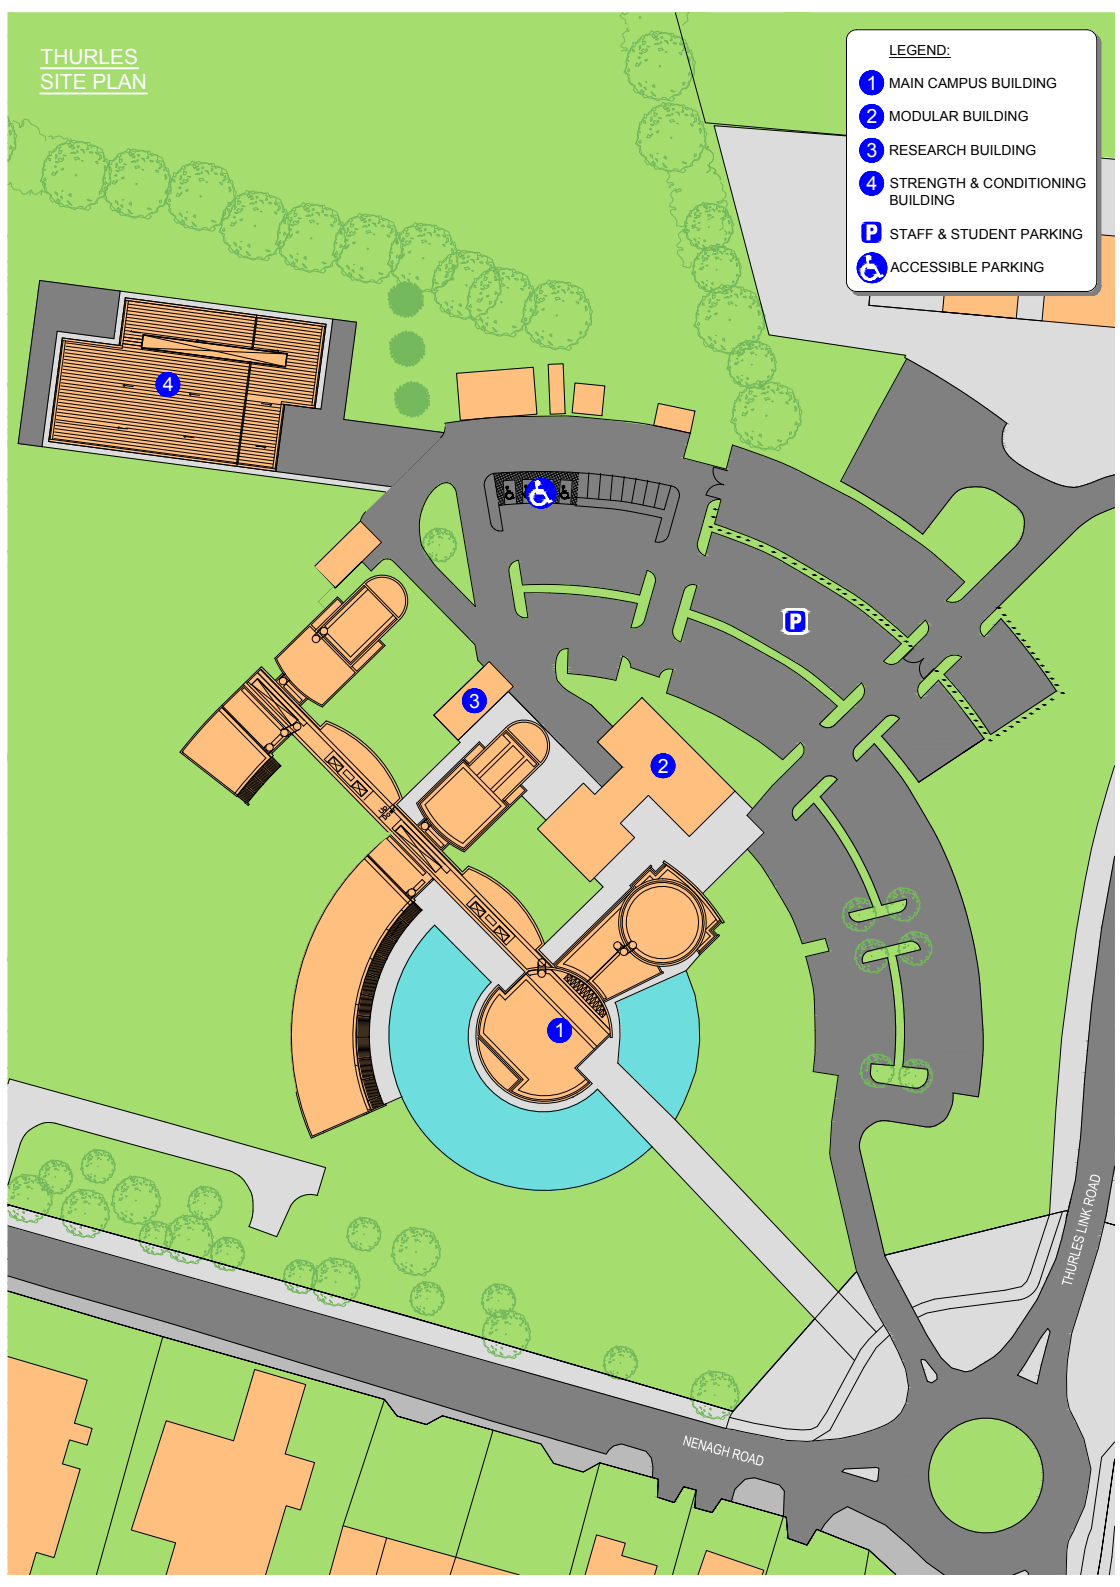 THURLES
SITE PLAN
LEGEND:
1 MAIN CAMPUS BUILDING
2 MODULAR BUILDING
3 RESEARCH BUILDING
4 STRENGTH & CONDITIONING
BUILDING
P STAFF & STUDENT PARKING
ACCESSIBLE PARKING
4
P
3
2
1
THURLES LINK ROAD
NENAGH ROAD